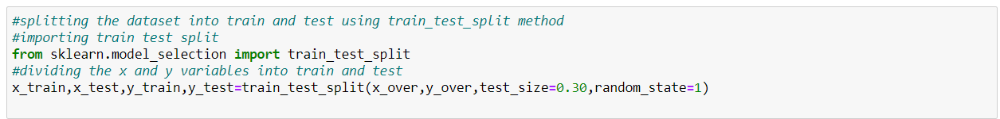 #splitting the dataset into train and test using train_test_split method
#importing train test split
from sklearn.model_selection import train_test_split
#dividing the x and y variables into train and test
x_train,x_test,y_train,y_test=train_test_split(x_over,y_over,test_size=0.30,random_state=1)